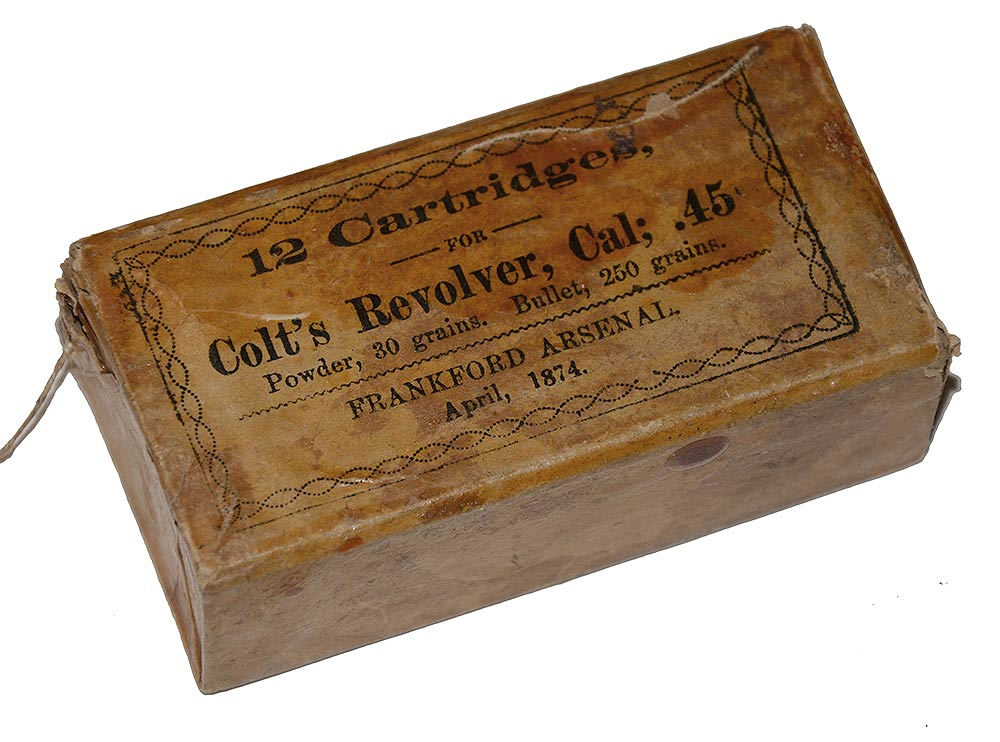 12 Cartridges,
FOR
Colt's Revolver, Cal; .45
Powder, 30 grains. Bullet, 250 grains.
FRANKFORD ARSENAL.
April, 1874.